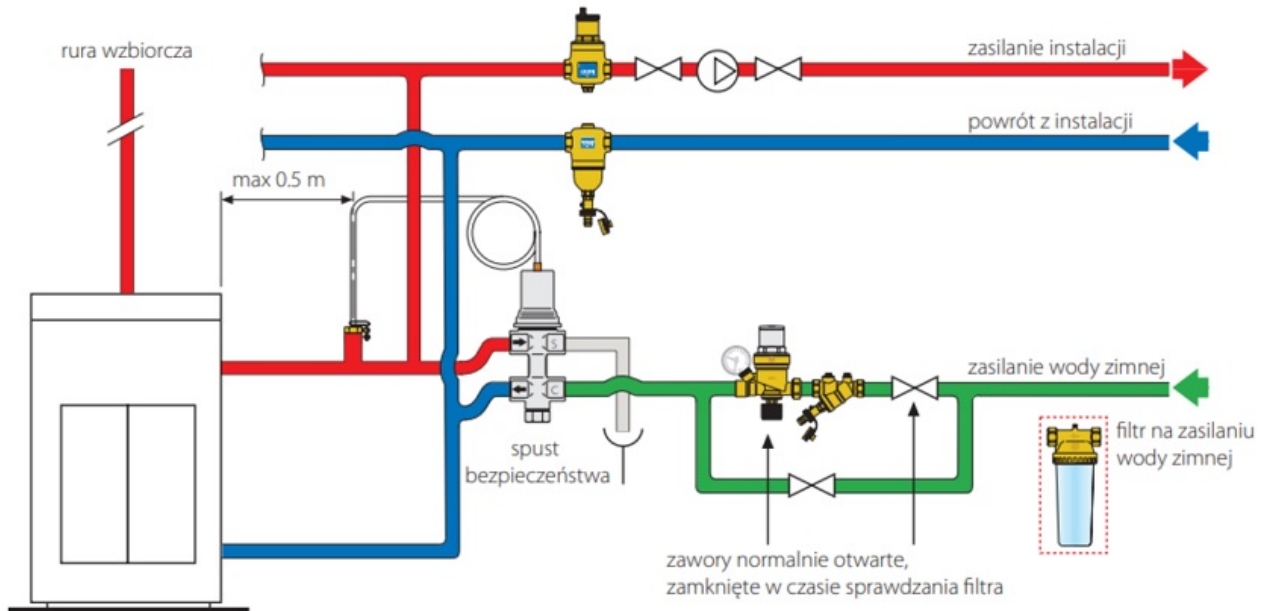 rura wzbiorcza
zasilanie instalacji
powrót z instalacji
max 0.5 m
S
C
zasilanie wody zimnej
spust
bezpieczeństwa
filtr na zasilaniu
wody zimnej
zawory normalnie otwarte,
zamknięte w czasie sprawdzania filtra